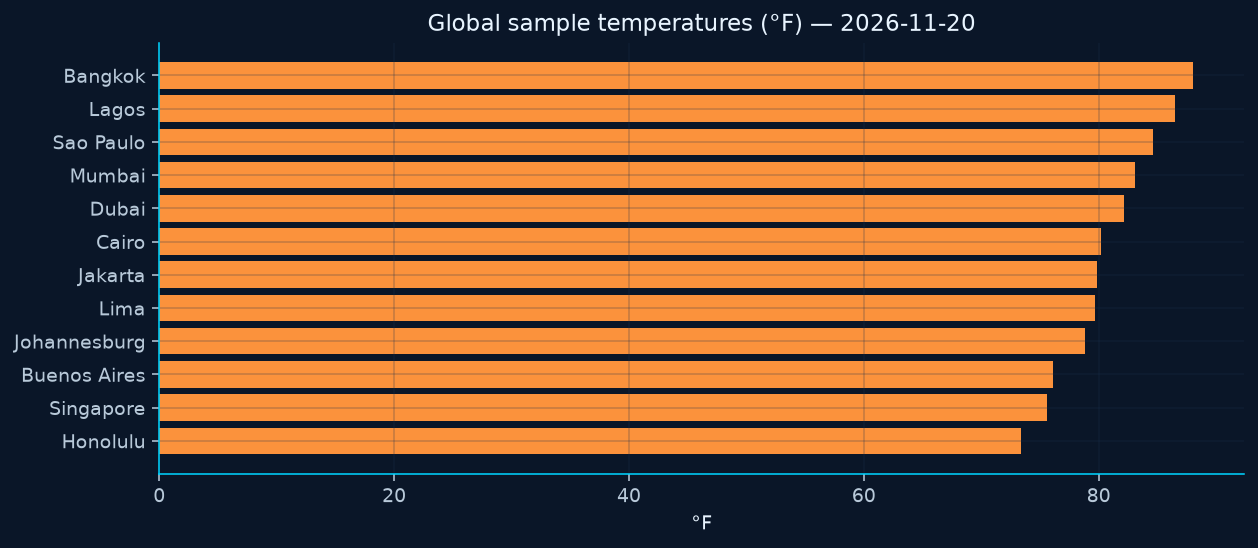 Global sample temperatures (°F) — 2026-11-20
Bangkok
Lagos
Sao Paulo
Mumbai
Dubai
Cairo
Jakarta
Lima
Johannesburg
Buenos Aires
Singapore
Honolulu
0 20 40 60 80
°F